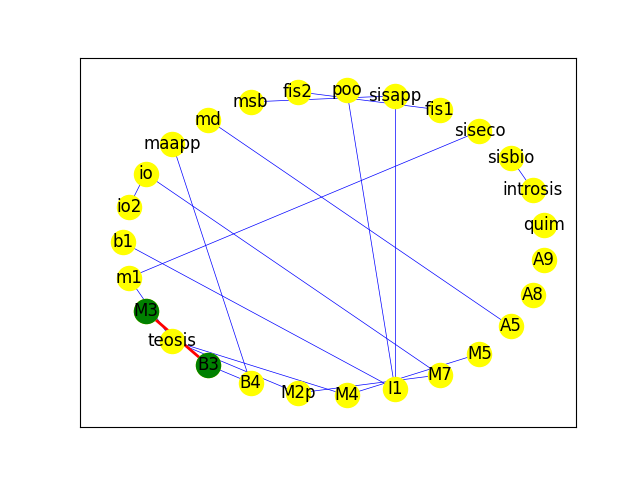 poo
fis2
sisapp
msb
fis1
md
siseco
maapp
sisbio
io
introsis
io2
quim
b1
A9
m1
A8
M3
A5
teosis
M5
B3
M7
B4
I1
M2p
M4